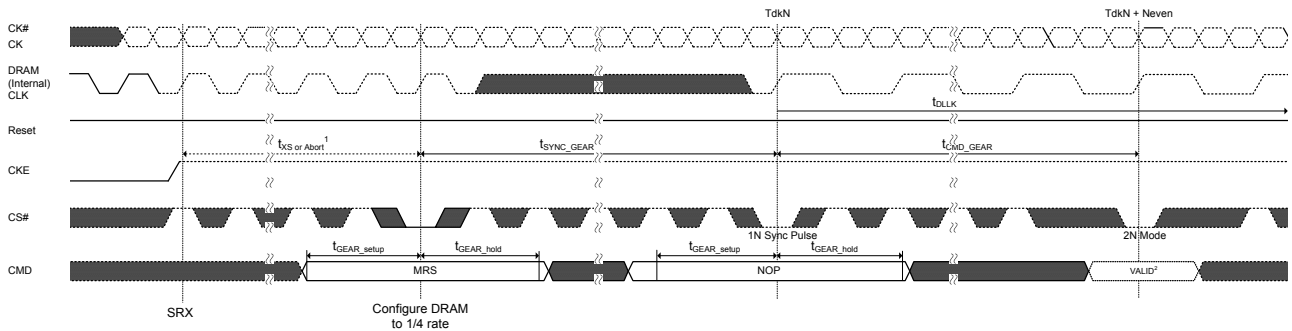 TdkN
TdkN + Neven
CK#
CK
DRAM
(Internal)
CLK
tDLLK
Reset
tXS or Abort1
tSYNC_GEAR
tCMD_GEAR
CKE
CS#
1N Sync Pulse
2N Mode
tGEAR_setup
tGEAR_hold
tGEAR_setup
tGEAR_hold
CMD
MRS
NOP
VALID2
SRX
Configure DRAM
to 1/4 rate